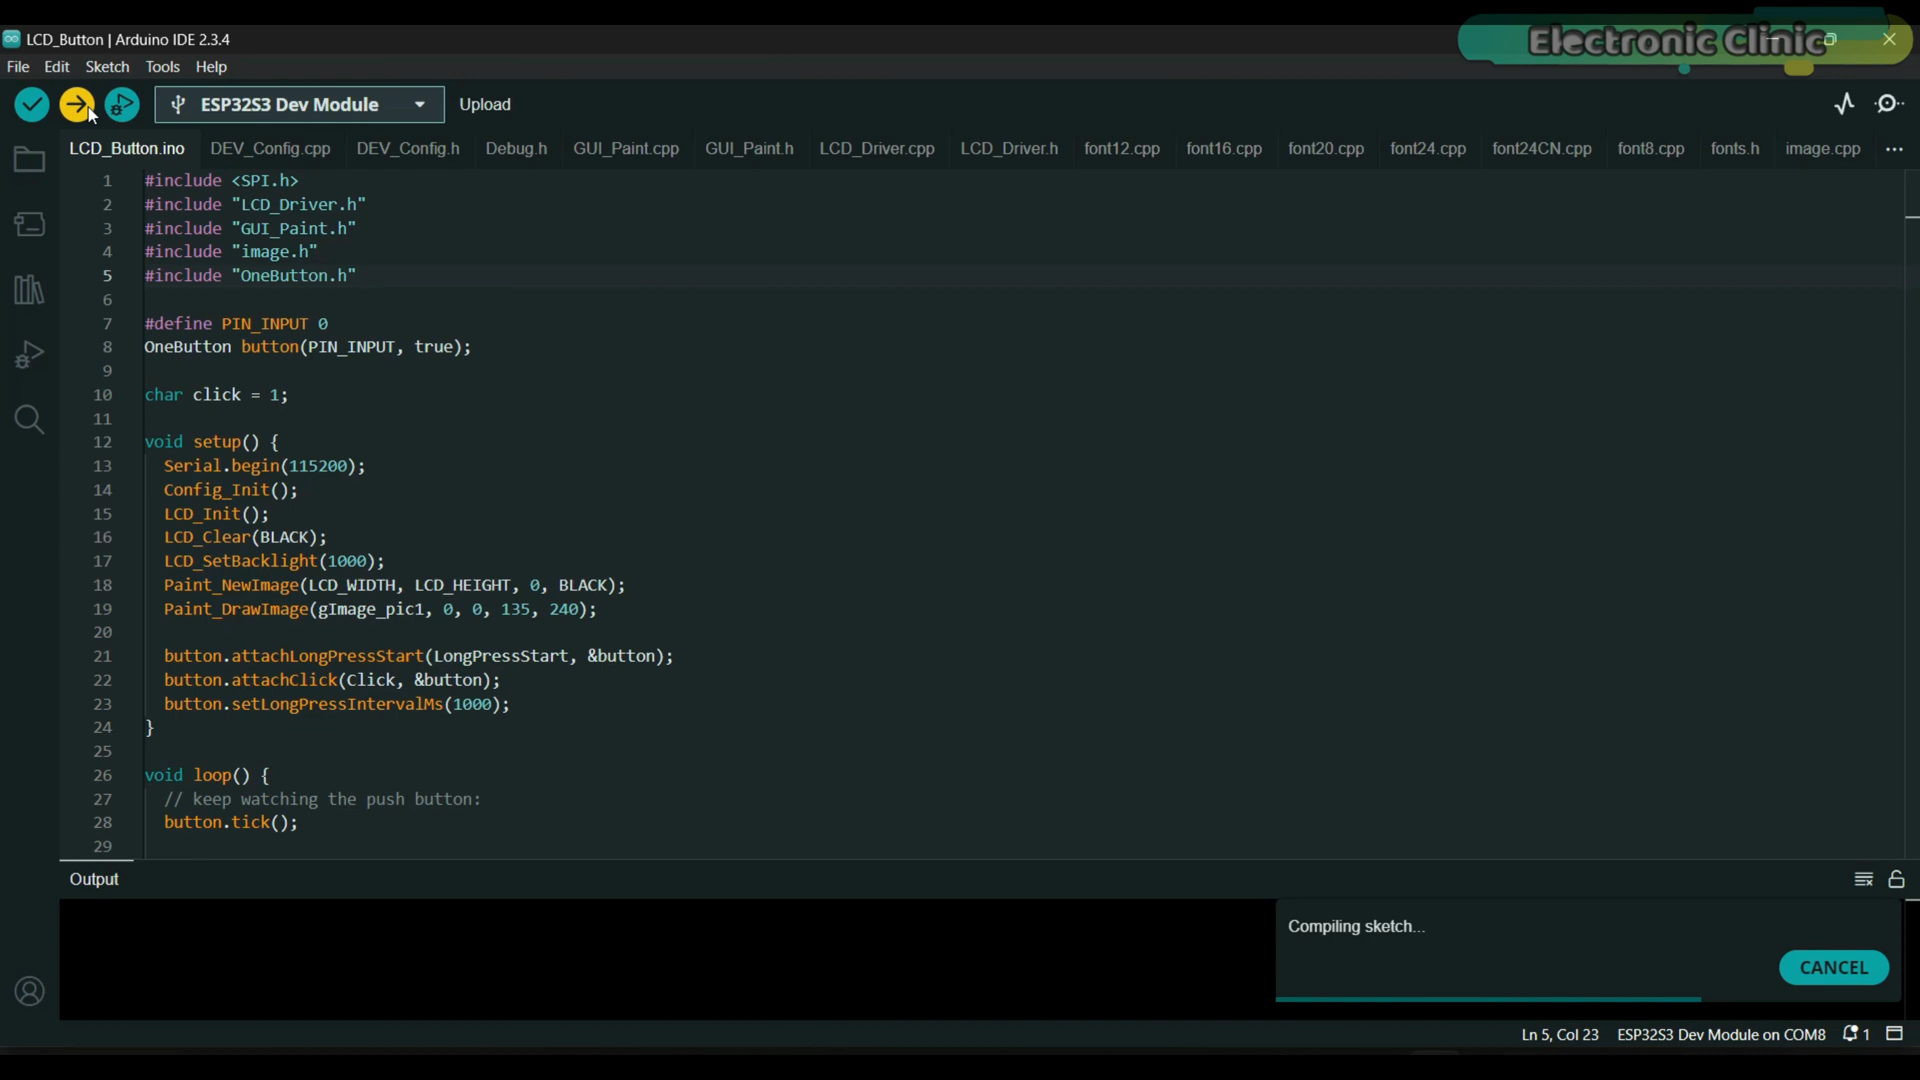 Electronic Clinic
LCD_Button | Arduino IDE 2.3.4
File Edit Sketch Tools Help
ESP32S3 Dev Module Upload
LCD_Button.ino DEV_Config.cpp DEV_Config.h Debug.h GUI_Paint.cpp GUI_Paint.h LCD_Driver.cpp LCD_Driver.h font12.cpp font16.cpp font20.cpp font24.cpp font24CN.cpp font8.cpp fonts.h image.cpp ...
1 #include <SPI.h>
2 #include "LCD_Driver.h"
3 #include "GUI_Paint.h"
4 #include "image.h"
5 #include "OneButton.h"
6
7 #define PIN_INPUT 0
8 OneButton button(PIN_INPUT, true);
9
10 char click = 1;
11
12 void setup() {
13 Serial.begin(115200);
14 Config_Init();
15 LCD_Init();
16 LCD_Clear(BLACK);
17 LCD_SetBacklight(1000);
18 Paint_NewImage(LCD_WIDTH, LCD_HEIGHT, 0, BLACK);
19 Paint_DrawImage(gImage_pic1, 0, 0, 135, 240);
20
21 button.attachLongPressStart(LongPressStart, &button);
22 button.attachClick(Click, &button);
23 button.setLongPressIntervalMs(1000);
24 }
25
26 void loop() {
27 // keep watching the push button:
28 button.tick();
29
Output
Compiling sketch...
CANCEL
Ln 5, Col 23 ESP32S3 Dev Module on COM8 1